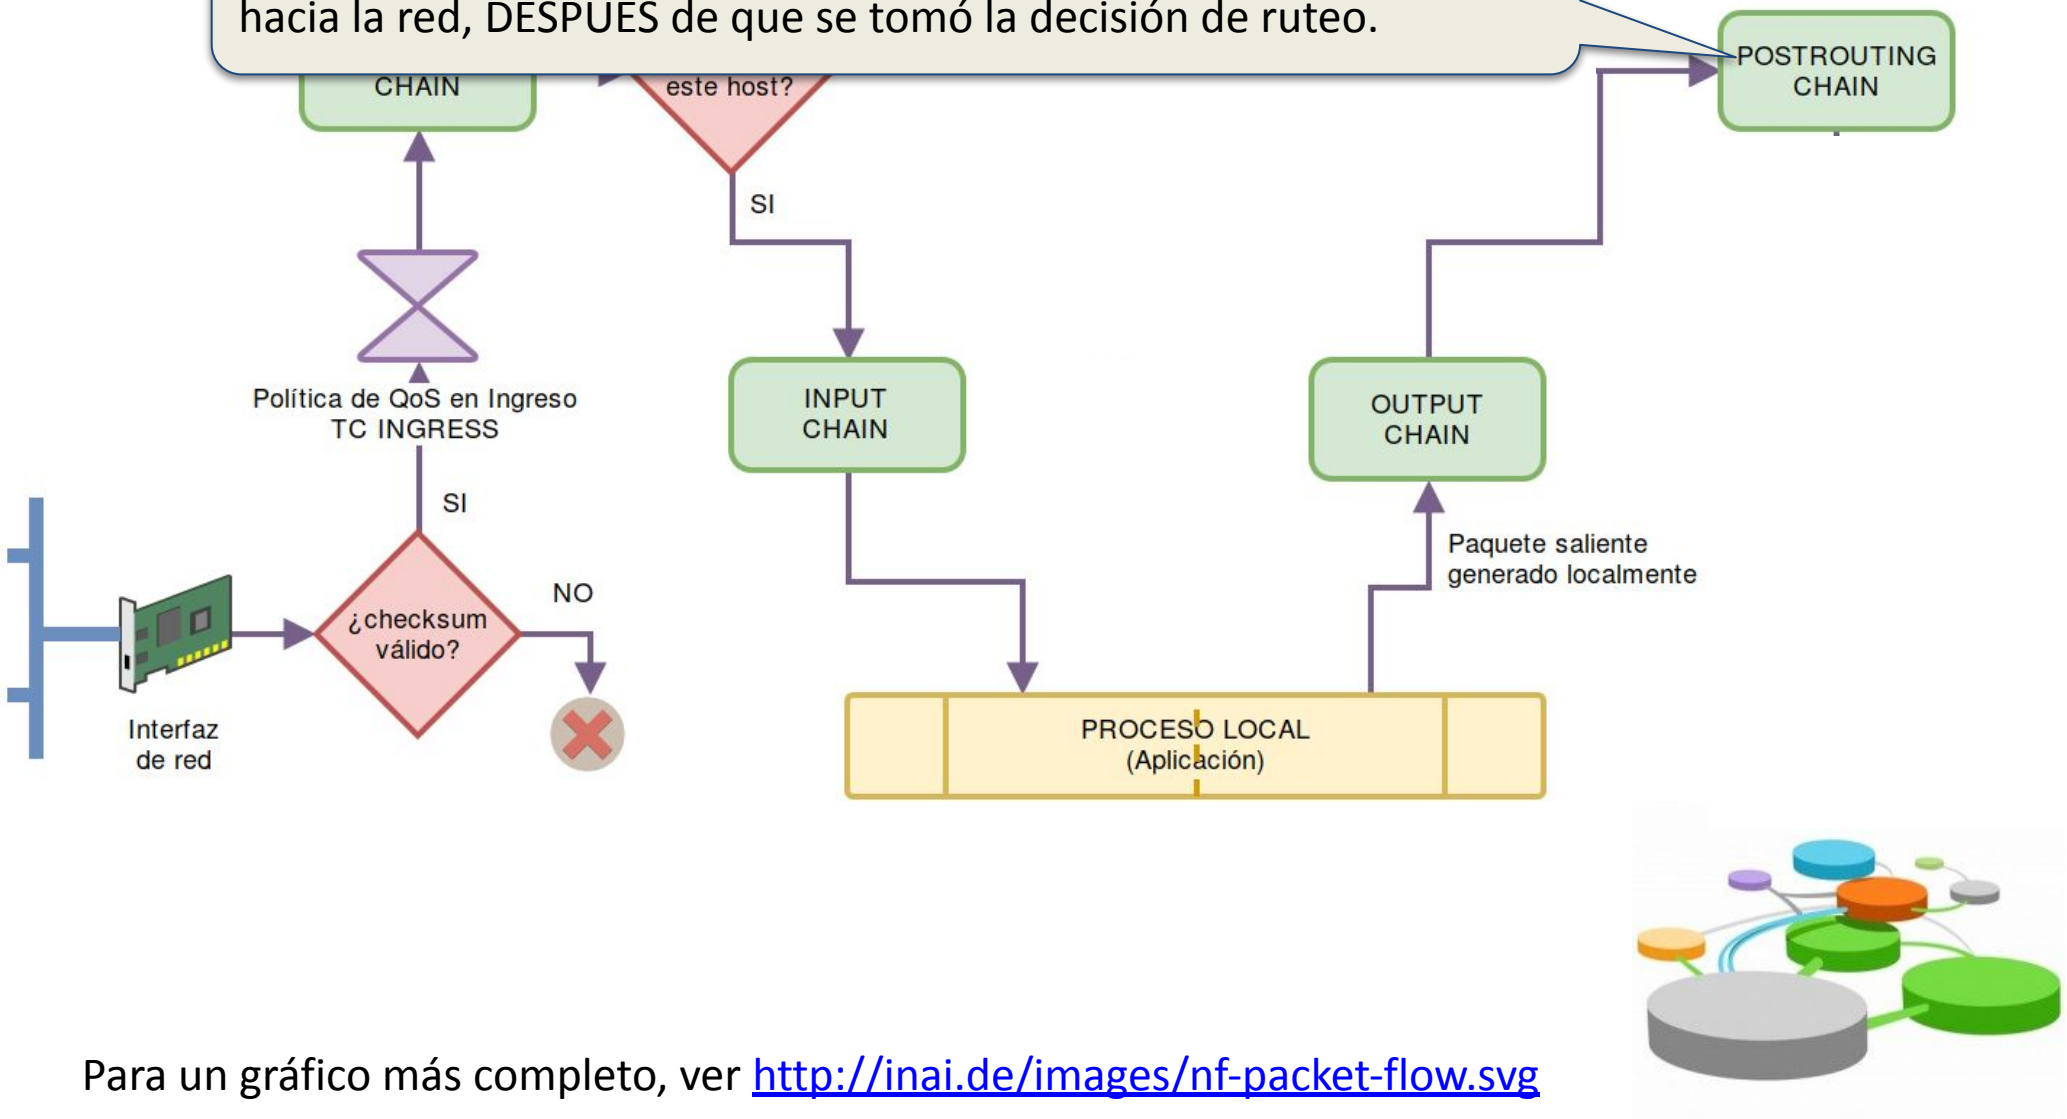 hacia la red, DESPUES de que se tomó la decisión de ruteo.
POSTROUTING
CHAIN
CHAIN
este host?
SI
Política de QoS en Ingreso
TC INGRESS
INPUT
CHAIN
OUTPUT
CHAIN
SI
NO
¿checksum
válido?
Paquete saliente
generado localmente
Interfaz
de red
PROCESO LOCAL
(Aplicación)
Para un gráfico más completo, ver http://inai.de/images/nf-packet-flow.svg